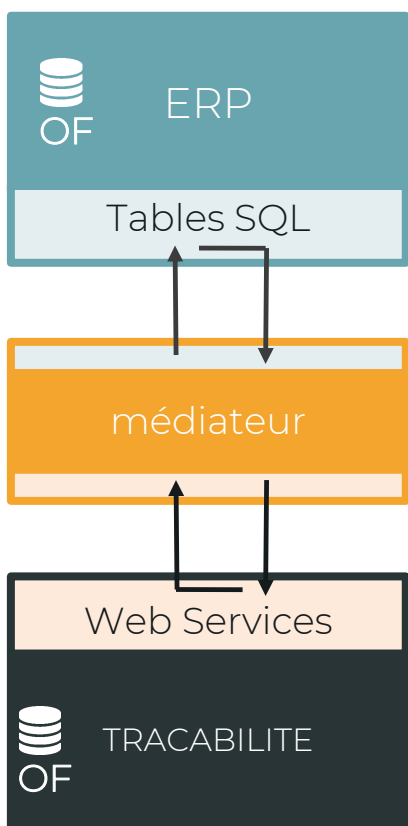 ERP
OF
Tables SQL
médiateur
Web Services
TRACABILITE
OF